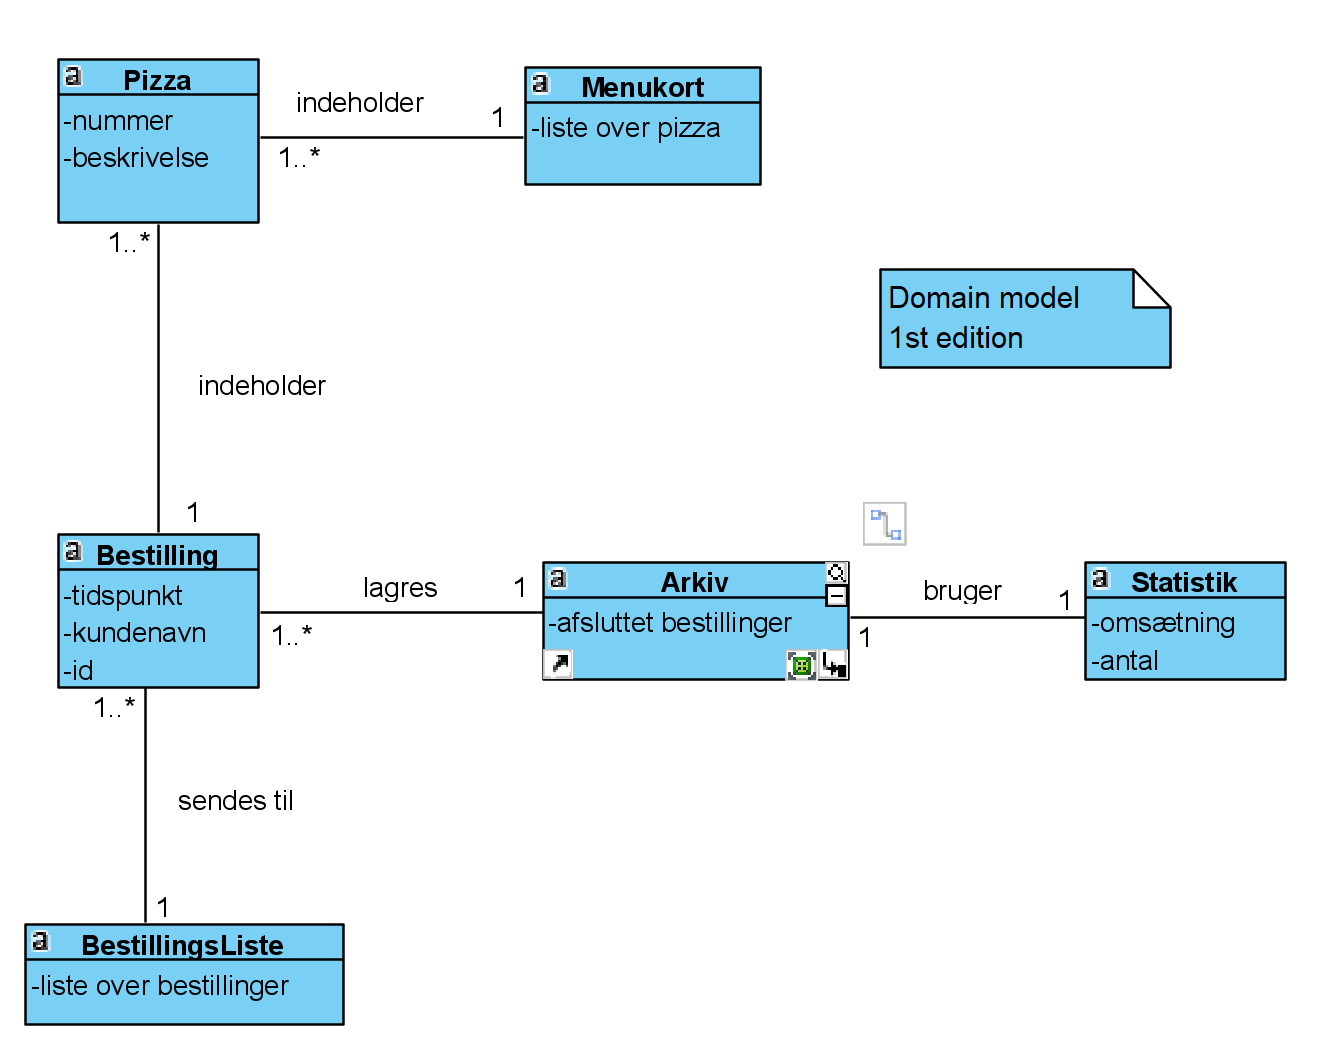 Pizza
-nummer
-beskrivelse
indeholder
1
1..*
Menukort
-liste over pizza
1..*
Domain model
1st edition
indeholder
1
Bestilling
-tidspunkt
-kundenavn
-id
lagres
1
1..*
Arkiv
-afsluttet bestillinger
bruger
1
1
Statistik
-omsætning
-antal
1..*
sendes til
1
BestillingsListe
-liste over bestillinger